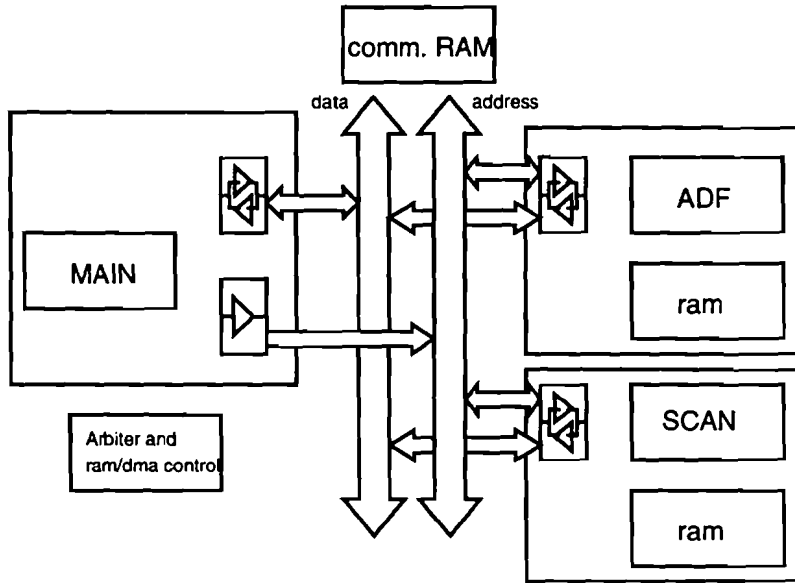 comm. RAM
data
address
MAIN
ADF
ram
Arbiter and
ram/dma control
SCAN
ram